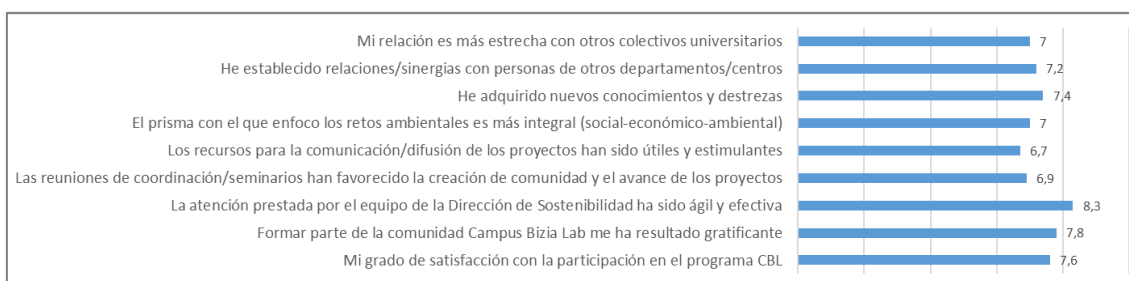 Mi relación es más estrecha con otros colectivos universitarios 7
He establecido relaciones/sinergias con personas de otros departamentos/centros 7,2
He adquirido nuevos conocimientos y destrezas 7,4
El prisma con el que enfoco los retos ambientales es más integral (social-económico-ambiental) 7
Los recursos para la comunicación/difusión de los proyectos han sido útiles y estimulantes 6,7
Las reuniones de coordinación/seminarios han favorecido la creación de comunidad y el avance de los proyectos 6,9
La atención prestada por el equipo de la Dirección de Sostenibilidad ha sido ágil y efectiva 8,3
Formar parte de la comunidad Campus Bizia Lab me ha resultado gratificante 7,8
Mi grado de satisfacción con la participación en el programa CBL 7,6